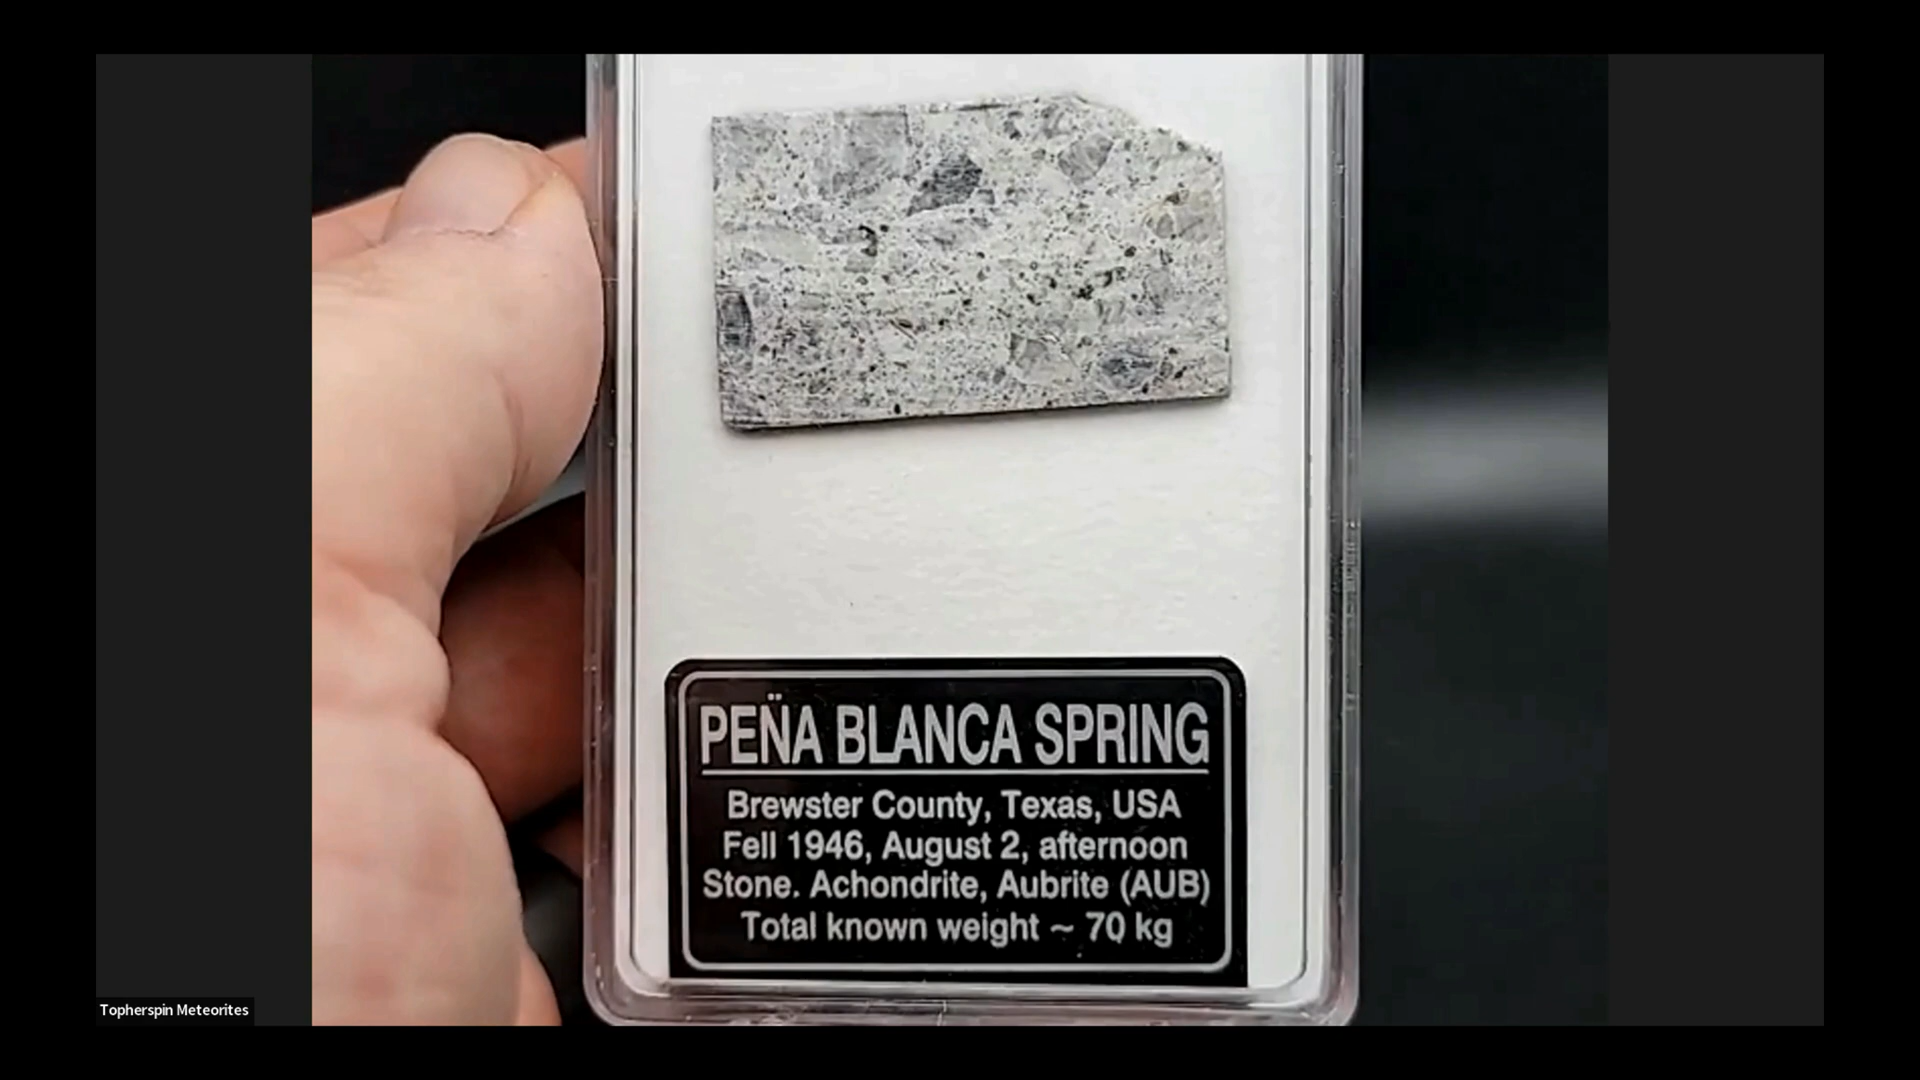 PEÑA BLANCA SPRING
Brewster County, Texas, USA
Fell 1946, August 2, afternoon
Stone. Achondrite, Aubrite (AUB)
Total known weight ~ 70 kg
Topherspin Meteorites